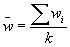 w̄ = ∑wᵢ / k